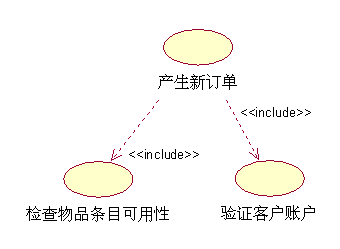 产生新订单
<<include>>
<<include>>
检查物品条目可用性
验证客户账户